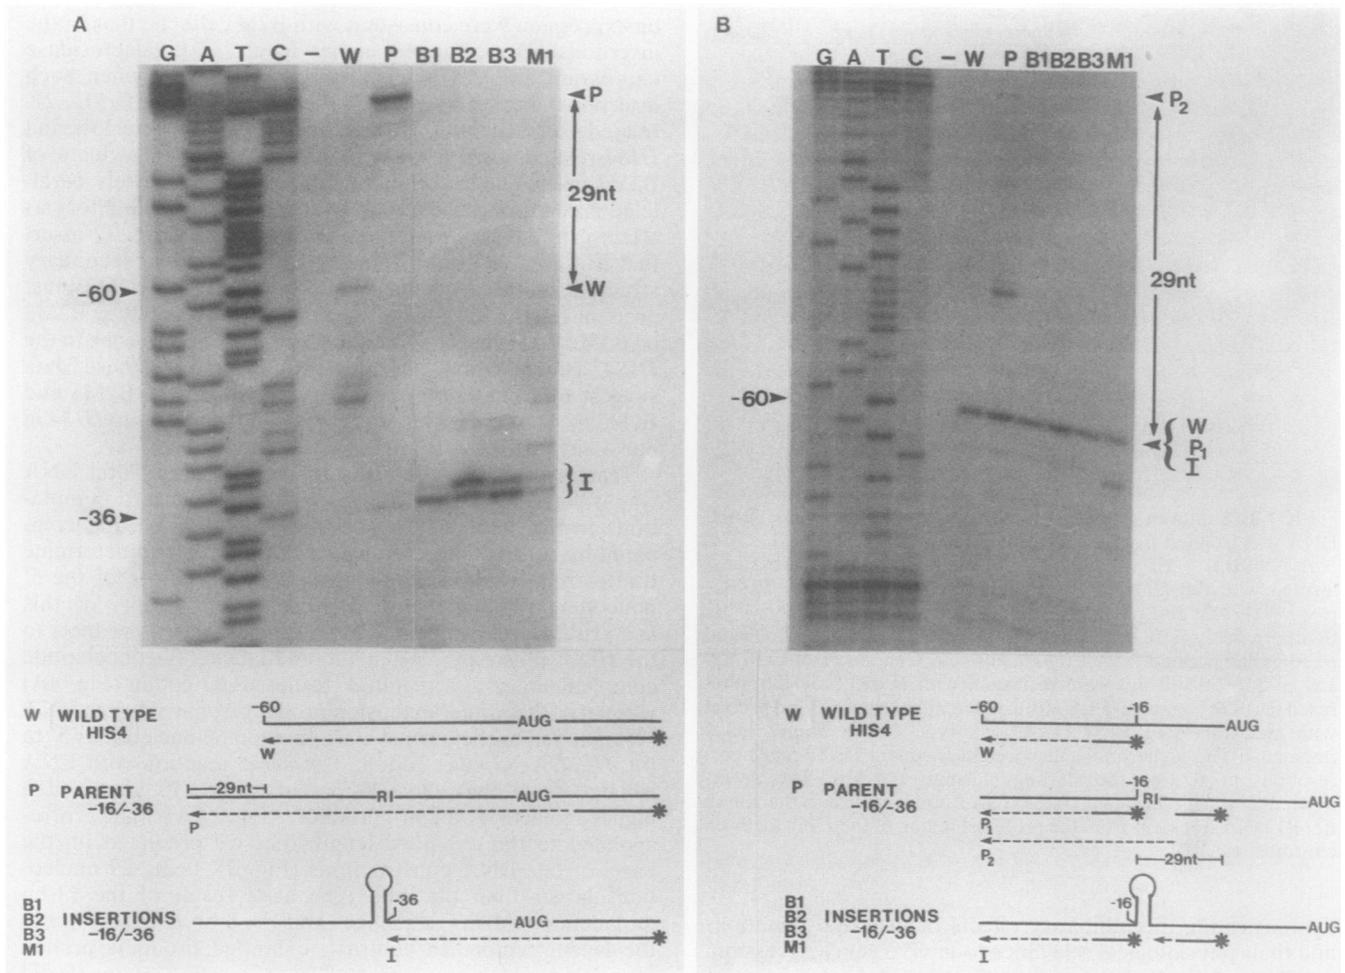 A
G A T C – W P B1 B2 B3 M1
P
29nt
-60
W
I
-36
-60
W WILD TYPE
HIS4
AUG
W
29nt
P PARENT
-16/-36
RI
AUG
P
-36
B1
B2 INSERTIONS
B3 -16/-36
M1
AUG
I
B
G A T C – W P B1 B2 B3 M1
P2
29nt
-60
W
P1
I
-60
-16
W WILD TYPE
HIS4
AUG
W
-16
P PARENT
-16/-36
RI
AUG
P1
P2
29nt
-16
B1
B2 INSERTIONS
B3 -16/-36
M1
AUG
I